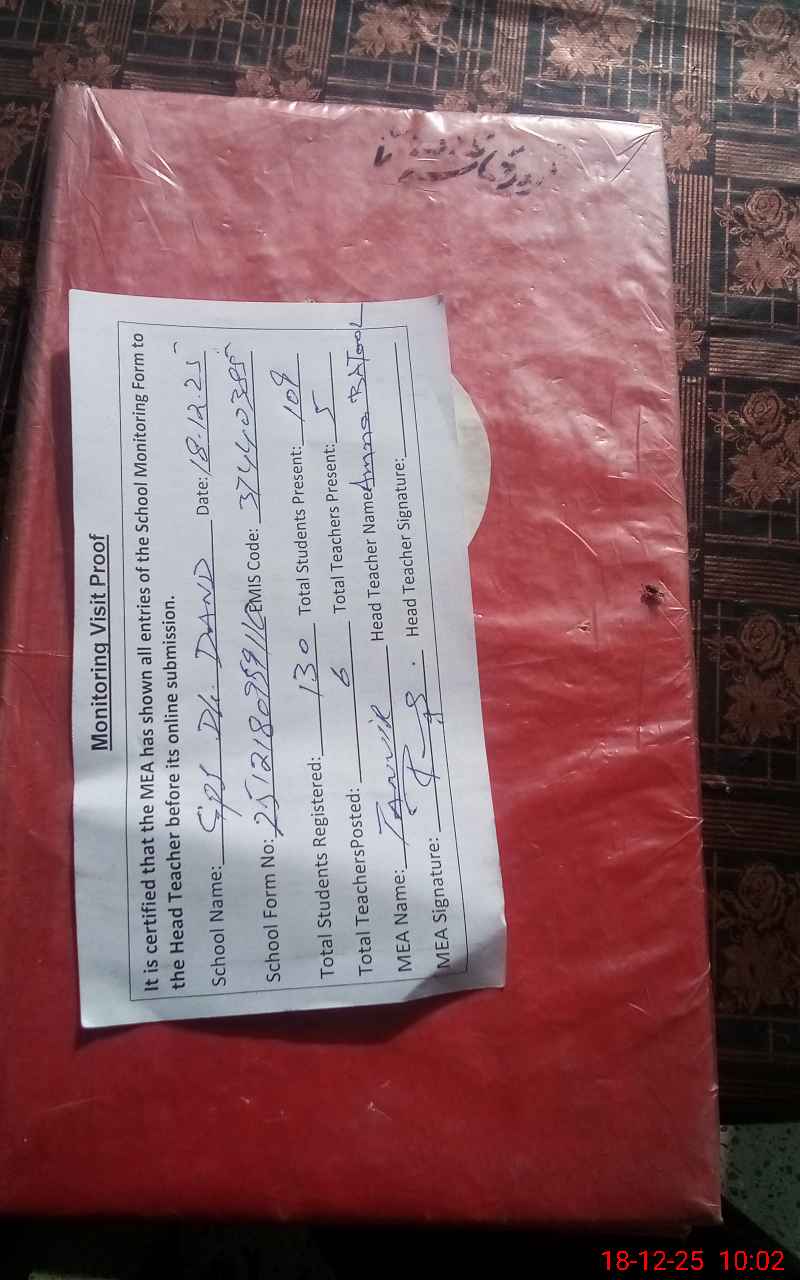 Monitoring Visit Proof
It is certified that the MEA has shown all entries of the School Monitoring Form to
the Head Teacher before its online submission.
School Name: GPS Dk. DAND Date: 18.12.25
School Form No: EMIS Code: 37440385
Total Students Registered: 130 Total Students Present: 109
Total TeachersPosted: 6 Total Teachers Present: 5
MEA Name: TANVIR Head Teacher Name: Amna BATOOL
MEA Signature: Head Teacher Signature:
18-12-25 10:02